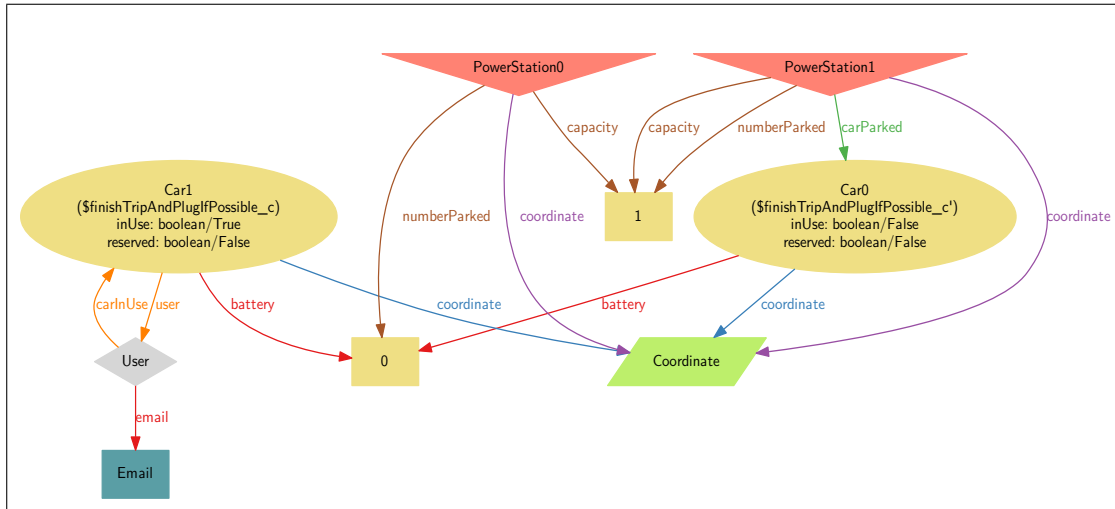 PowerStation0
PowerStation1
capacity
capacity
numberParked
carParked
Car1
($finishTripAndPlugIfPossible_c)
inUse: boolean/True
reserved: boolean/False
numberParked
coordinate
1
Car0
($finishTripAndPlugIfPossible_c')
inUse: boolean/False
reserved: boolean/False
coordinate
carInUse
user
battery
coordinate
battery
coordinate
User
0
Coordinate
email
Email